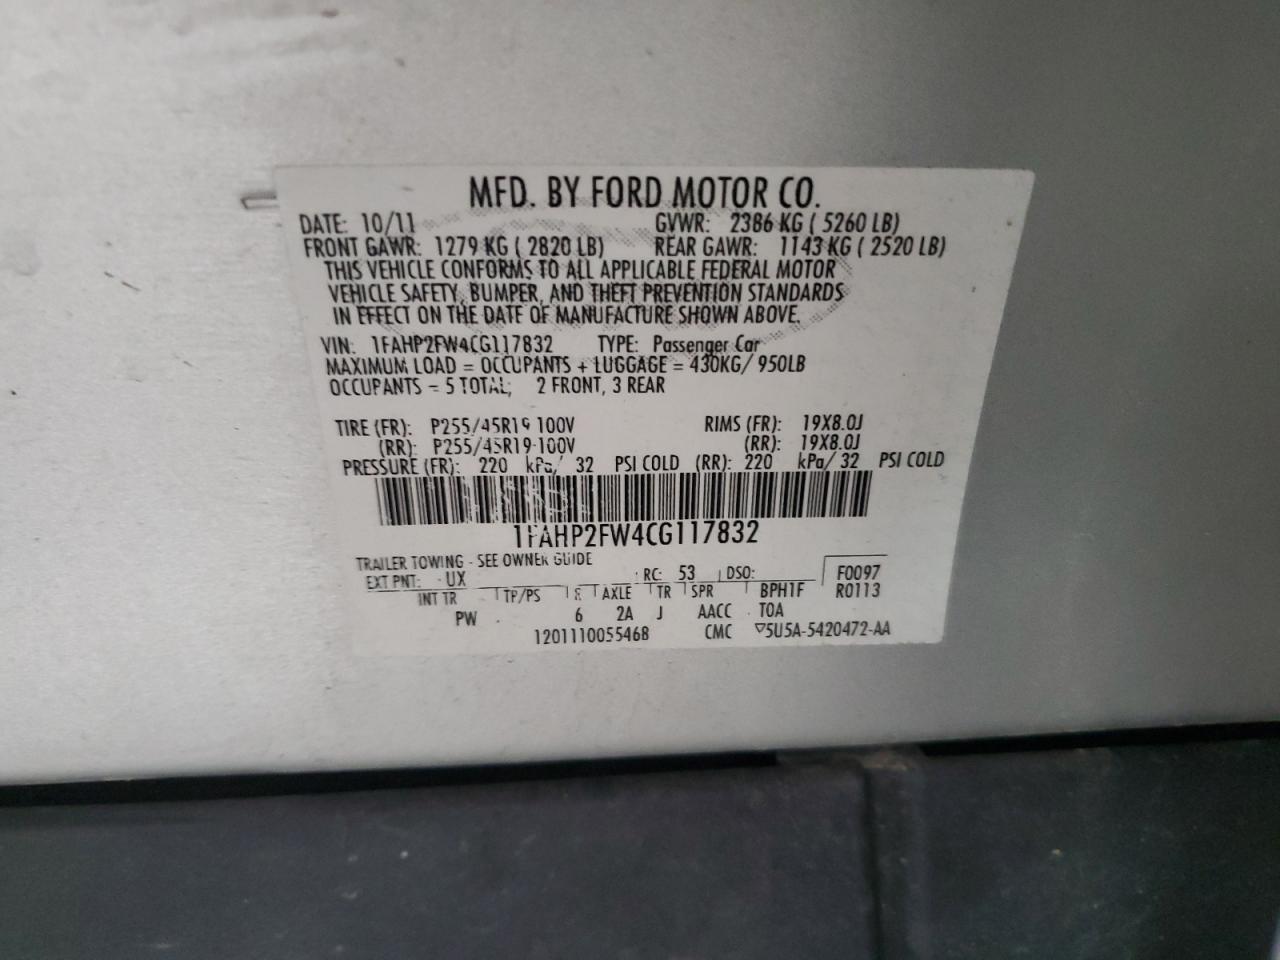 MFD. BY FORD MOTOR CO.
DATE: 10/11 GVWR: 2386 KG ( 5260 LB)
FRONT GAWR: 1279 KG ( 2820 LB) REAR GAWR: 1143 KG ( 2520 LB)
THIS VEHICLE CONFORMS TO ALL APPLICABLE FEDERAL MOTOR
VEHICLE SAFETY, BUMPER, AND THEFT PREVENTION STANDARDS
IN EFFECT ON THE DATE OF MANUFACTURE SHOWN ABOVE.
VIN: 1FAHP2FW4CG117832 TYPE: Passenger Car
MAXIMUM LOAD = OCCUPANTS + LUGGAGE = 430KG/ 950LB
OCCUPANTS = 5 TOTAL; 2 FRONT, 3 REAR
TIRE (FR): P255/45R19 100V RIMS (FR): 19X8.0J
(RR): P255/45R19 100V (RR): 19X8.0J
PRESSURE (FR): 220 kPa/ 32 PSI COLD (RR): 220 kPa/ 32 PSI COLD
1FAHP2FW4CG117832
TRAILER TOWING - SEE OWNER GUIDE
EXT PNT: UX RC: 53 DSO: F0097
INT TR TP/PS R AXLE TR SPR BPH1F R0113
PW 6 2A J AACC TOA
1201110055468 CMC ▽5U5A-5420472-AA